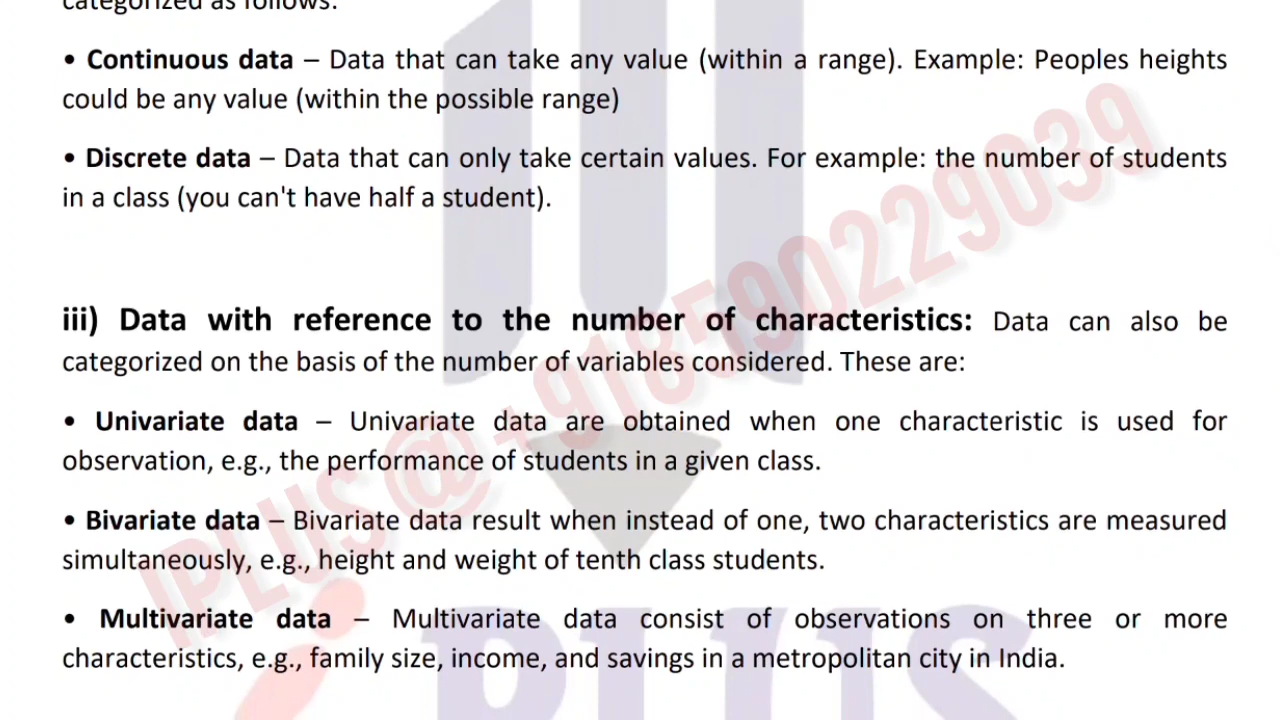 categorized as follows:
• Continuous data – Data that can take any value (within a range). Example: Peoples heights
could be any value (within the possible range)
• Discrete data – Data that can only take certain values. For example: the number of students
in a class (you can't have half a student).
iii) Data with reference to the number of characteristics: Data can also be
categorized on the basis of the number of variables considered. These are:
• Univariate data – Univariate data are obtained when one characteristic is used for
observation, e.g., the performance of students in a given class.
• Bivariate data – Bivariate data result when instead of one, two characteristics are measured
simultaneously, e.g., height and weight of tenth class students.
• Multivariate data – Multivariate data consist of observations on three or more
characteristics, e.g., family size, income, and savings in a metropolitan city in India.
IPLUS@+918590229039
iPLUS